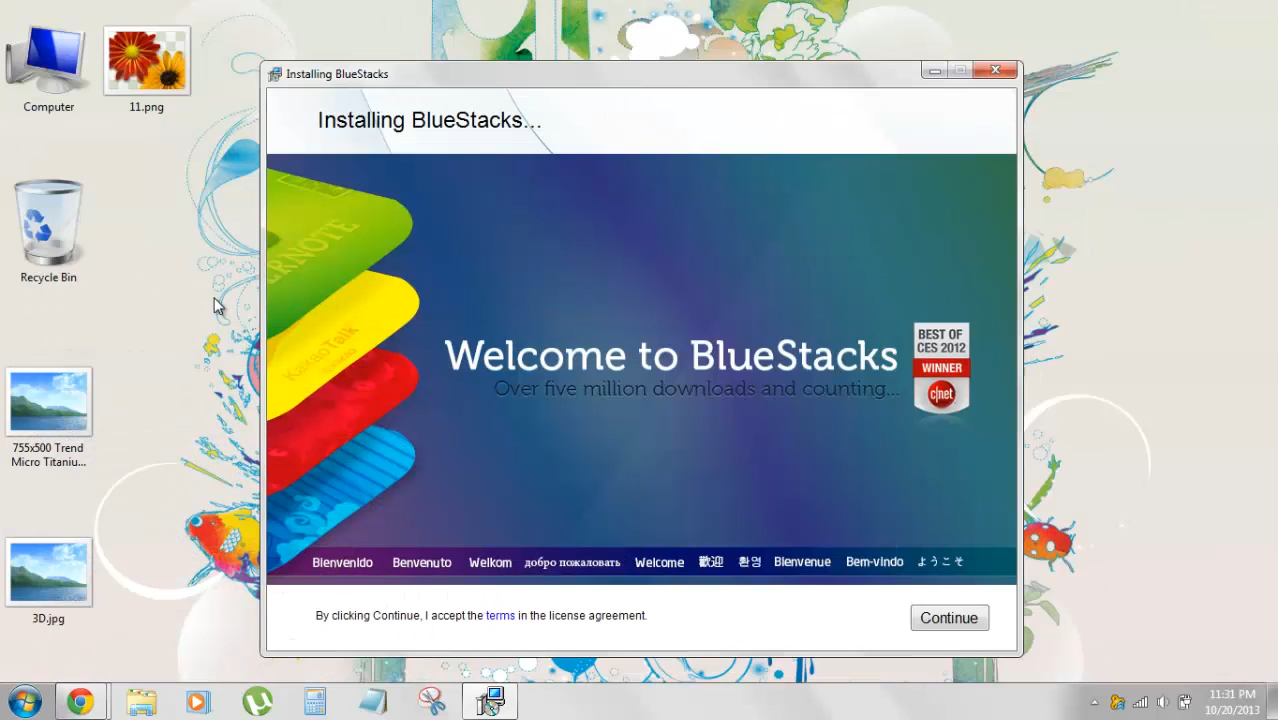 Computer
11.png
Recycle Bin
755x500 Trend
Micro Titaniu...
3D.jpg
Installing BlueStacks
Installing BlueStacks...
KakaoTalk
Welcome to BlueStacks
Over five million downloads and counting...
BEST OF
CES 2012
WINNER
c|net
Bienvenido Benvenuto Welkom добро пожаловать Welcome 歡迎 환영 Bienvenue Bem-vindo ようこそ
By clicking Continue, I accept the terms in the license agreement.
Continue
11:31 PM
10/20/2013